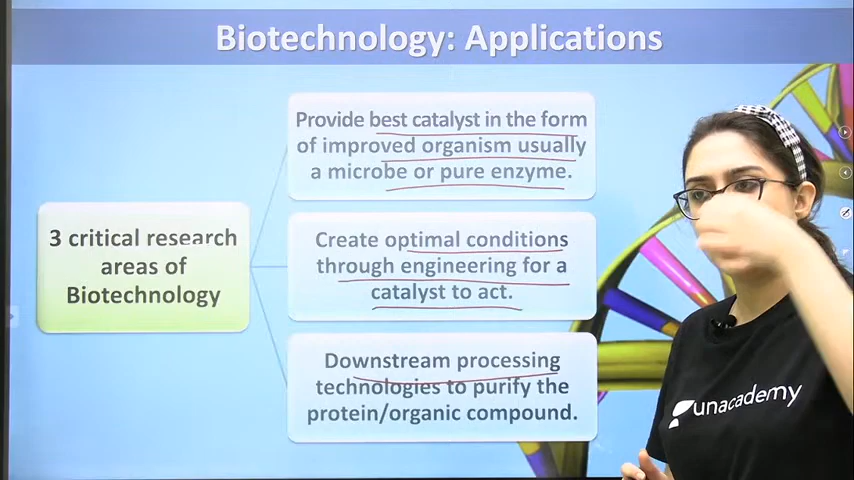 Biotechnology: Applications
Provide best catalyst in the form
of improved organism usually
a microbe or pure enzyme.
3 critical research
areas of
Biotechnology
Create optimal conditions
through engineering for a
catalyst to act.
Downstream processing
technologies to purify the
protein/organic compound.
unacademy